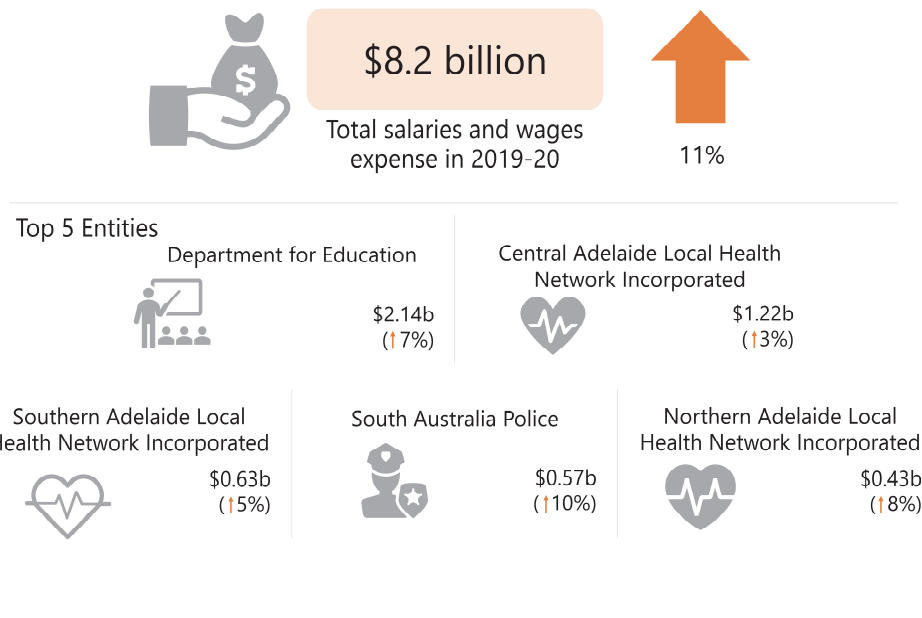 $
$8.2 billion
Total salaries and wages
expense in 2019-20
11%
Top 5 Entities
Department for Education
$2.14b
(↑7%)
Central Adelaide Local Health
Network Incorporated
$1.22b
(↑3%)
Southern Adelaide Local
Health Network Incorporated
$0.63b
(↑5%)
South Australia Police
$0.57b
(↑10%)
Northern Adelaide Local
Health Network Incorporated
$0.43b
(↑8%)